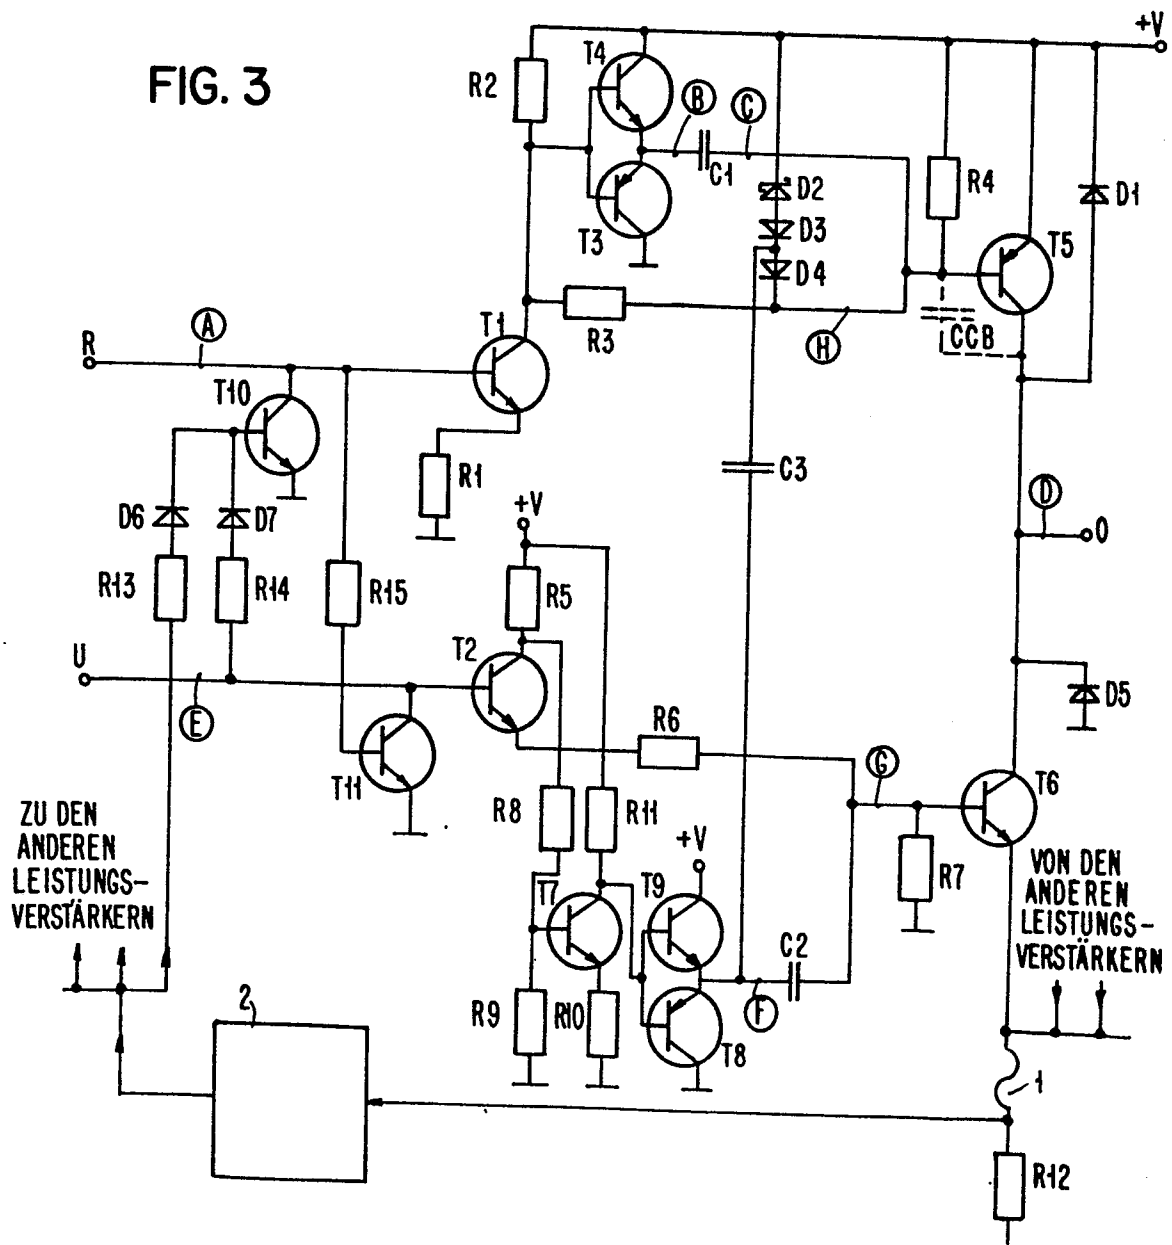 FIG. 3
+V
T4
R2
B
C
C1
D2
R4
D1
T3
D3
T5
D4
R3
H
CCB
A
R
T1
T10
R1
C3
+V
D
O
D6
D7
R13
R14
R15
R5
U
T2
E
R6
D5
T11
G
T6
R8
R11
+V
ZU DEN
ANDEREN
LEISTUNGS-
VERSTÄRKERN
T7
T9
R7
VON DEN
ANDEREN
LEISTUNGS-
VERSTÄRKERN
C2
2
R9
R10
F
T8
1
R12